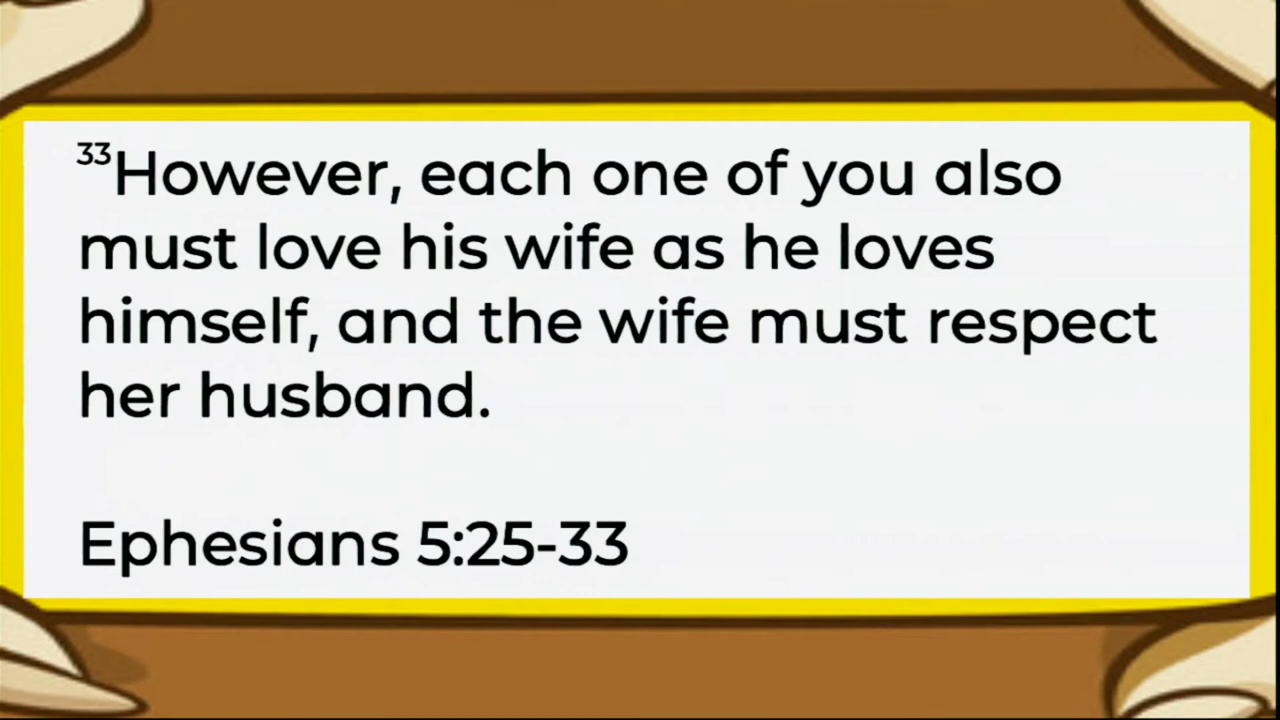 ³³However, each one of you also
must love his wife as he loves
himself, and the wife must respect
her husband.
Ephesians 5:25-33